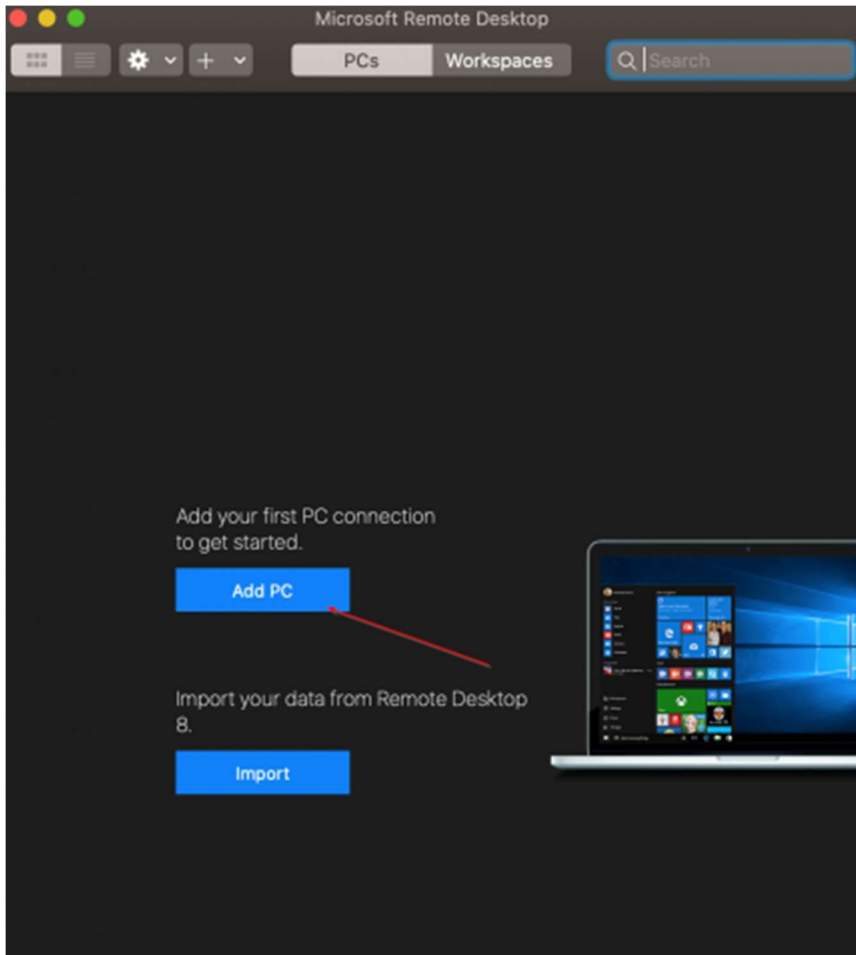 Microsoft Remote Desktop
PCs
Workspaces
Search
Add your first PC connection
to get started.
Add PC
Import your data from Remote Desktop
8.
Import